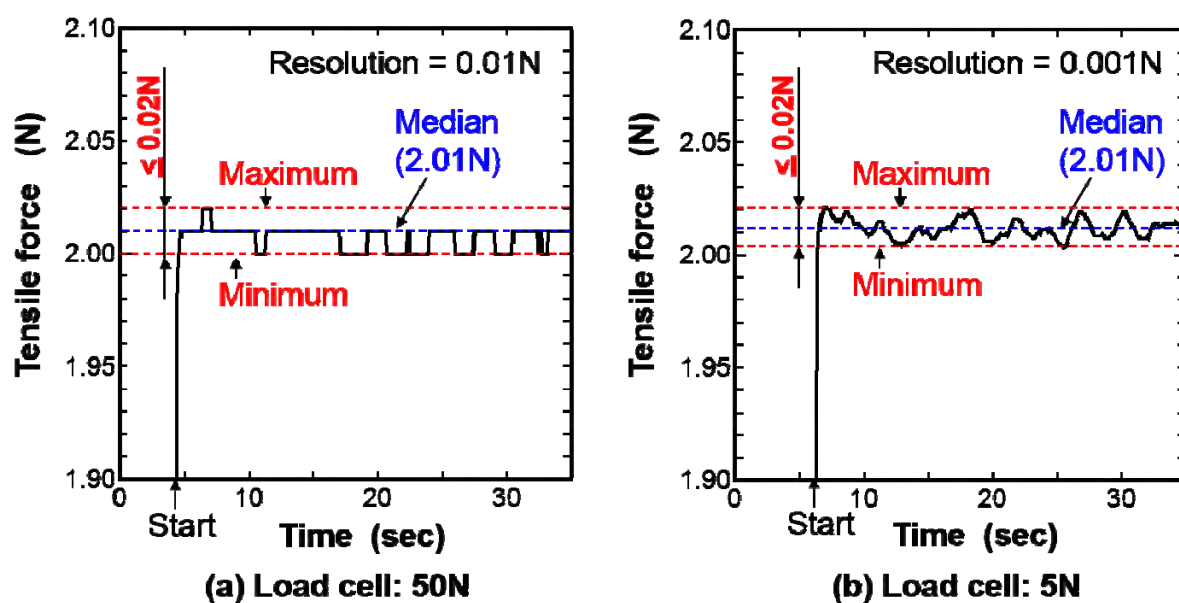 2.10
Resolution = 0.01N
≤ 0.02N
Median
(2.01N)
2.05
Maximum
2.00
Minimum
1.95
1.90
Tensile force (N)
0 10 20 30
Start
Time (sec)
(a) Load cell: 50N
2.10
Resolution = 0.001N
≤ 0.02N
Median
(2.01N)
2.05
Maximum
2.00
Minimum
1.95
1.90
Tensile force (N)
0 10 20 30
Start
Time (sec)
(b) Load cell: 5N